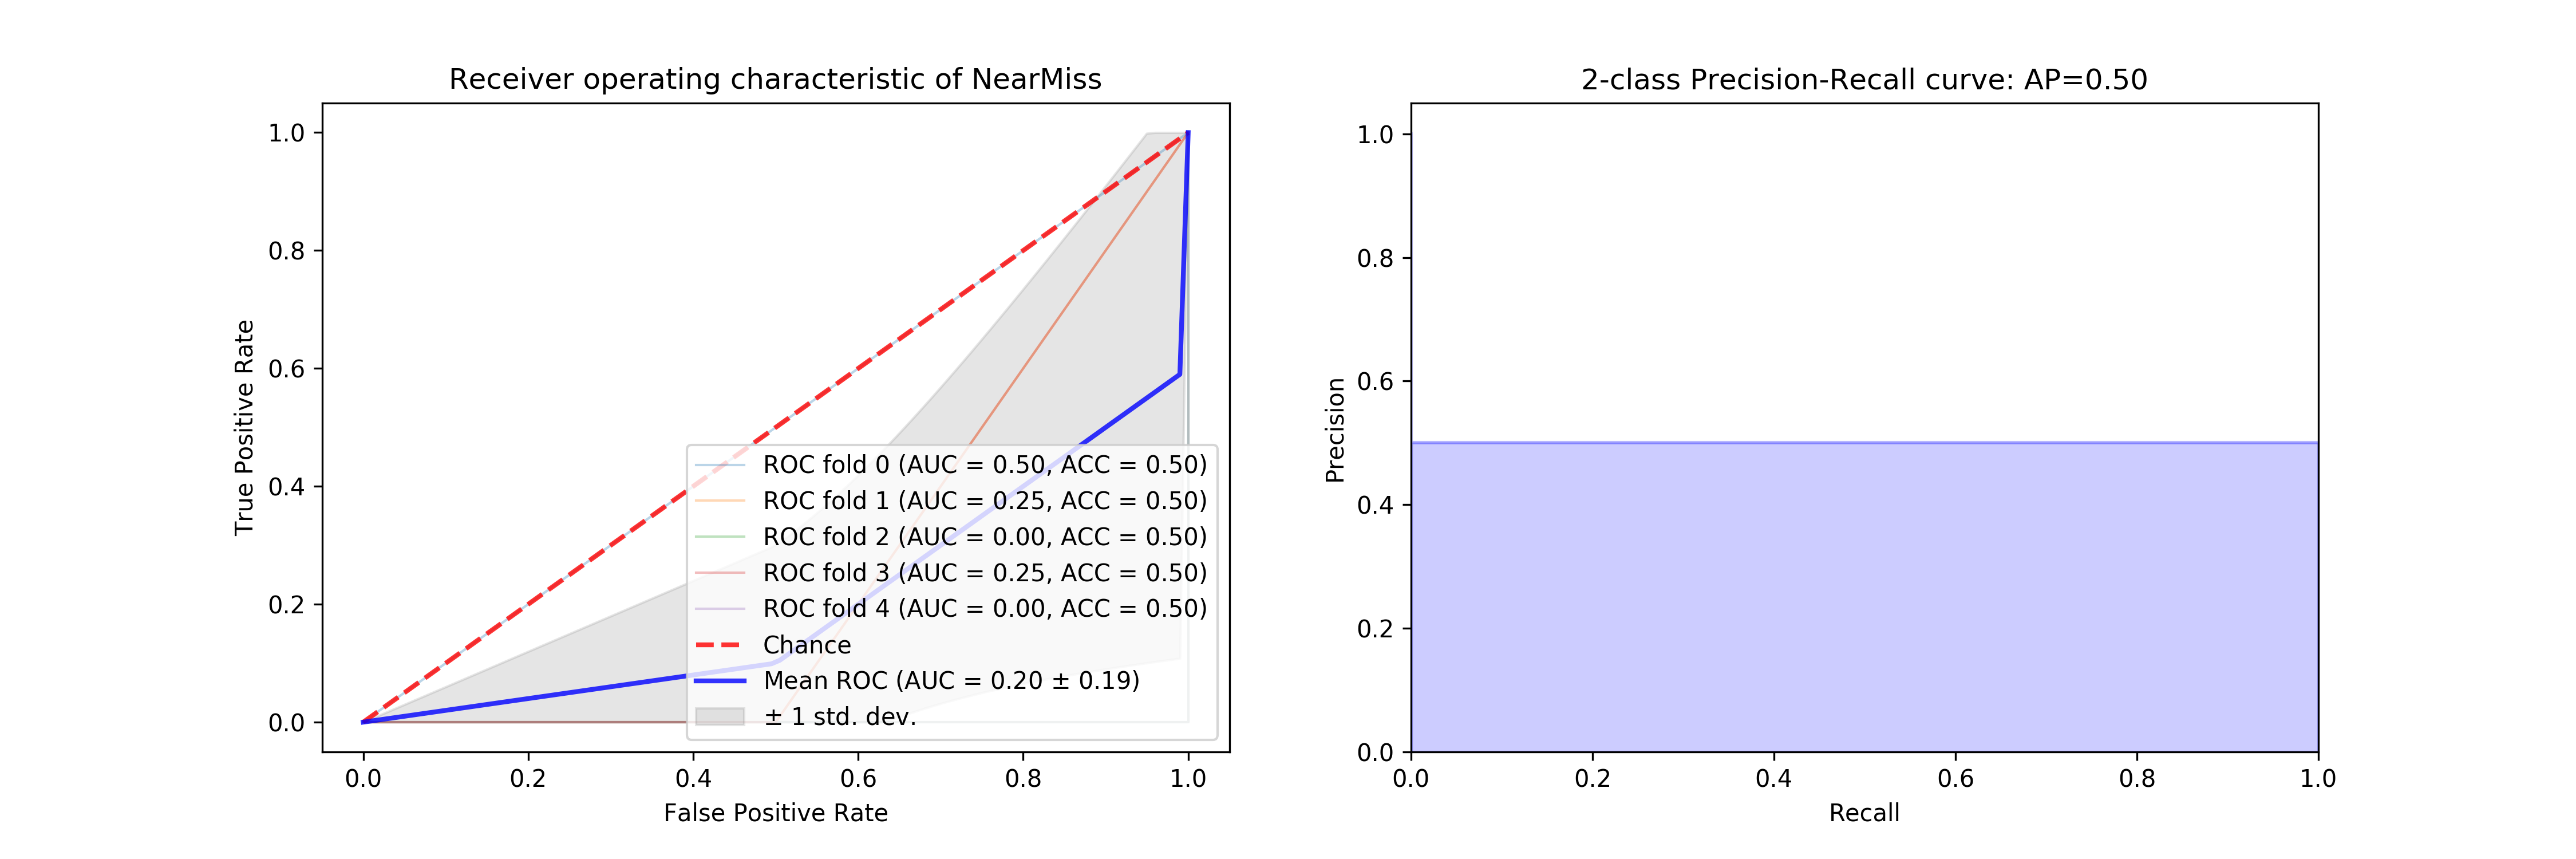 Receiver operating characteristic of NearMiss
True Positive Rate
1.0
0.8
0.6
0.4
0.2
0.0
ROC fold 0 (AUC = 0.50, ACC = 0.50)
ROC fold 1 (AUC = 0.25, ACC = 0.50)
ROC fold 2 (AUC = 0.00, ACC = 0.50)
ROC fold 3 (AUC = 0.25, ACC = 0.50)
ROC fold 4 (AUC = 0.00, ACC = 0.50)
Chance
Mean ROC (AUC = 0.20 ± 0.19)
± 1 std. dev.
0.0 0.2 0.4 0.6 0.8 1.0
False Positive Rate
2-class Precision-Recall curve: AP=0.50
Precision
1.0
0.8
0.6
0.4
0.2
0.0
0.0 0.2 0.4 0.6 0.8 1.0
Recall